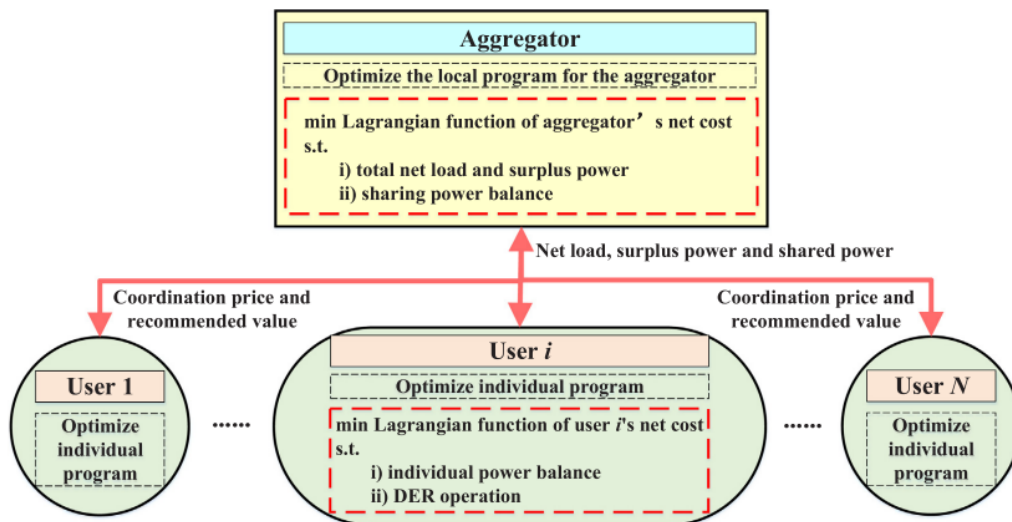 Aggregator
Optimize the local program for the aggregator
min Lagrangian function of aggregator’s net cost
s.t.
i) total net load and surplus power
ii) sharing power balance
Net load, surplus power and shared power
Coordination price and
recommended value
Coordination price and
recommended value
User 1
Optimize
individual
program
......
User i
Optimize individual program
min Lagrangian function of user i's net cost
s.t.
i) individual power balance
ii) DER operation
......
User N
Optimize
individual
program